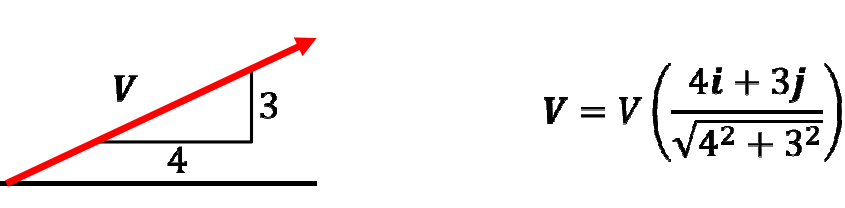 V
3
4
V = V ( (4i + 3j) / √(4² + 3²) )